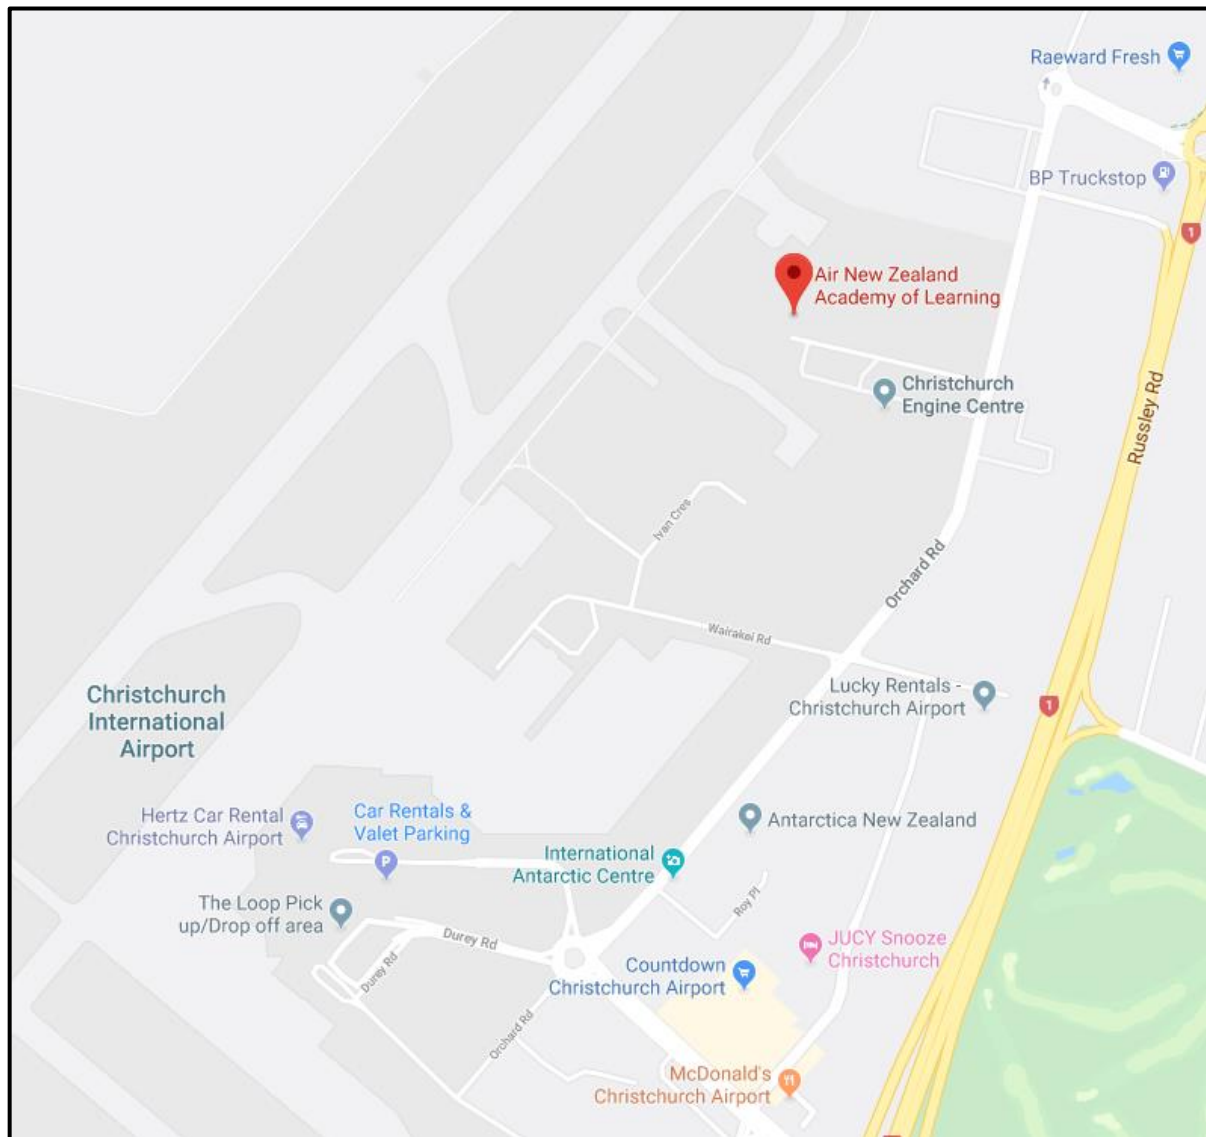 Raeward Fresh
BP Truckstop
1
Air New Zealand
Academy of Learning
Christchurch
Engine Centre
Russley Rd
Ivan Cres
Orchard Rd
Wairakei Rd
Lucky Rentals -
Christchurch Airport
1
Christchurch
International
Airport
Hertz Car Rental
Christchurch Airport
Car Rentals &
Valet Parking
P
Antarctica New Zealand
International
Antarctic Centre
Roy Pl
The Loop Pick
up/Drop off area
Durey Rd
Durey Rd
JUCY Snooze
Christchurch
Countdown
Christchurch Airport
Orchard Rd
McDonald's
Christchurch Airport